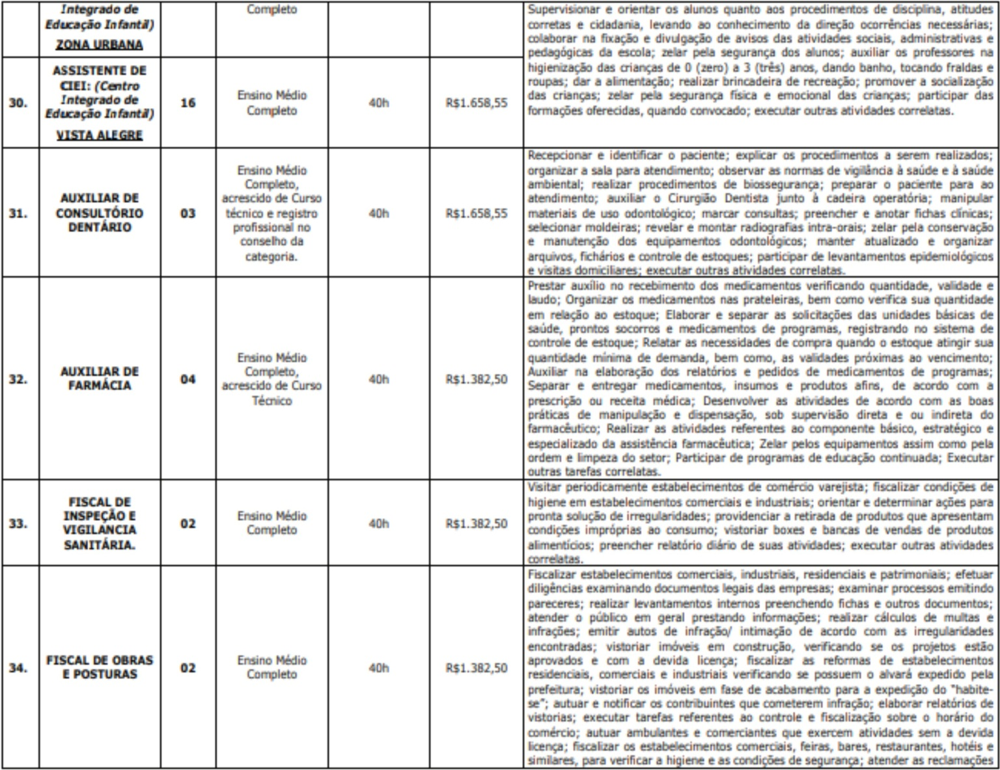 Integrado de
Educação Infantil)
ZONA URBANA
Completo
Supervisionar e orientar os alunos quanto aos procedimentos de disciplina, atitudes
corretas e cidadania, levando ao conhecimento da direção ocorrências necessárias;
colaborar na fixação e divulgação de avisos das atividades sociais, administrativas e
pedagógicas da escola; zelar pela segurança dos alunos; auxiliar os professores na
higienização das crianças de 0 (zero) a 3 (três) anos, dando banho, tocando fraldas e
roupas; dar a alimentação; realizar brincadeira de recreação; promover a socialização
das crianças; zelar pela segurança física e emocional das crianças; participar das
formações oferecidas, quando convocado; executar outras atividades correlatas.
30.
ASSISTENTE DE
CIEI: (Centro
Integrado de
Educação Infantil)
VISTA ALEGRE
16
Ensino Médio
Completo
40h
R$1.658,55
31.
AUXILIAR DE
CONSULTÓRIO
DENTÁRIO
03
Ensino Médio
Completo,
acrescido de Curso
técnico e registro
profissional no
conselho da
categoria.
40h
R$1.658,55
Recepcionar e identificar o paciente; explicar os procedimentos a serem realizados;
organizar a sala para atendimento; observar as normas de vigilância à saúde e à saúde
ambiental; realizar procedimentos de biossegurança; preparar o paciente para ao
atendimento; auxiliar o Cirurgião Dentista junto à cadeira operatória; manipular
materiais de uso odontológico; marcar consultas; preencher e anotar fichas clínicas;
selecionar moldeiras; revelar e montar radiografias intra-orais; zelar pela conservação
e manutenção dos equipamentos odontológicos; manter atualizado e organizar
arquivos, fichários e controle de estoques; participar de levantamentos epidemiológicos
e visitas domiciliares; executar outras atividades correlatas.
32.
AUXILIAR DE
FARMÁCIA
04
Ensino Médio
Completo,
acrescido de Curso
Técnico
40h
R$1.382,50
Prestar auxílio no recebimento dos medicamentos verificando quantidade, validade e
laudo; Organizar os medicamentos nas prateleiras, bem como verifica sua quantidade
em relação ao estoque; Elaborar e separar as solicitações das unidades básicas de
saúde, prontos socorros e medicamentos de programas, registrando no sistema de
controle de estoque; Relatar as necessidades de compra quando o estoque atingir sua
quantidade mínima de demanda, bem como, as validades próximas ao vencimento;
Auxiliar na elaboração dos relatórios e pedidos de medicamentos de programas;
Separar e entregar medicamentos, insumos e produtos afins, de acordo com a
prescrição ou receita médica; Desenvolver as atividades de acordo com as boas
práticas de manipulação e dispensação, sob supervisão direta e ou indireta do
farmacêutico; Realizar as atividades referentes ao componente básico, estratégico e
especializado da assistência farmacêutica; Zelar pelos equipamentos assim como pela
ordem e limpeza do setor; Participar de programas de educação continuada; Executar
outras tarefas correlatas.
33.
FISCAL DE
INSPEÇÃO E
VIGILANCIA
SANITÁRIA.
02
Ensino Médio
Completo
40h
R$1.382,50
Visitar periodicamente estabelecimentos de comércio varejista; fiscalizar condições de
higiene em estabelecimentos comerciais e industriais; orientar e determinar ações para
pronta solução de irregularidades; providenciar a retirada de produtos que apresentam
condições impróprias ao consumo; vistoriar boxes e bancas de vendas de produtos
alimentícios; preencher relatório diário de suas atividades; executar outras atividades
correlatas.
34.
FISCAL DE OBRAS
E POSTURAS
02
Ensino Médio
Completo
40h
R$1.382,50
Fiscalizar estabelecimentos comerciais, industriais, residenciais e patrimoniais; efetuar
diligências examinando documentos legais das empresas; examinar processos emitindo
pareceres; realizar levantamentos internos preenchendo fichas e outros documentos;
atender o público em geral prestando informações; realizar cálculos de multas e
infrações; emitir autos de infração/ intimação de acordo com as irregularidades
encontradas; vistoriar imóveis em construção, verificando se os projetos estão
aprovados e com a devida licença; fiscalizar as reformas de estabelecimentos
residenciais, comerciais e industriais verificando se possuem o alvará expedido pela
prefeitura; vistoriar os imóveis em fase de acabamento para a expedição do "habite-
se"; autuar e notificar os contribuintes que cometerem infração; elaborar relatórios de
vistorias; executar tarefas referentes ao controle e fiscalização sobre o horário do
comércio; autuar ambulantes e comerciantes que exercem atividades sem a devida
licença; fiscalizar os estabelecimentos comerciais, feiras, bares, restaurantes, hotéis e
similares, para verificar a higiene e as condições de segurança; atender as reclamações